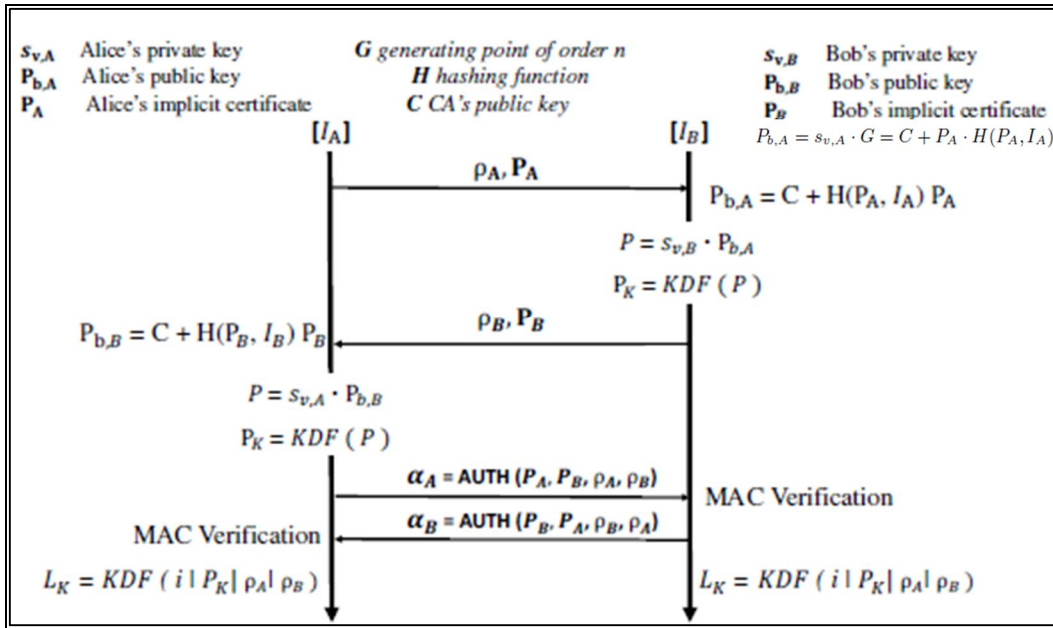 s_{v,A} Alice's private key
P_{b,A} Alice's public key
P_A Alice's implicit certificate
G generating point of order n
H hashing function
C CA's public key
s_{v,B} Bob's private key
P_{b,B} Bob's public key
P_B Bob's implicit certificate
P_{b,A} = s_{v,A} · G = C + P_A · H(P_A, I_A)
[I_A]
[I_B]
ρ_A, P_A
P_{b,A} = C + H(P_A, I_A) P_A
P = s_{v,B} · P_{b,A}
P_K = KDF ( P )
ρ_B, P_B
P_{b,B} = C + H(P_B, I_B) P_B
P = s_{v,A} · P_{b,B}
P_K = KDF ( P )
α_A = AUTH (P_A, P_B, ρ_A, ρ_B)
MAC Verification
α_B = AUTH (P_B, P_A, ρ_B, ρ_A)
MAC Verification
L_K = KDF ( i | P_K | ρ_A | ρ_B )
L_K = KDF ( i | P_K | ρ_A | ρ_B )